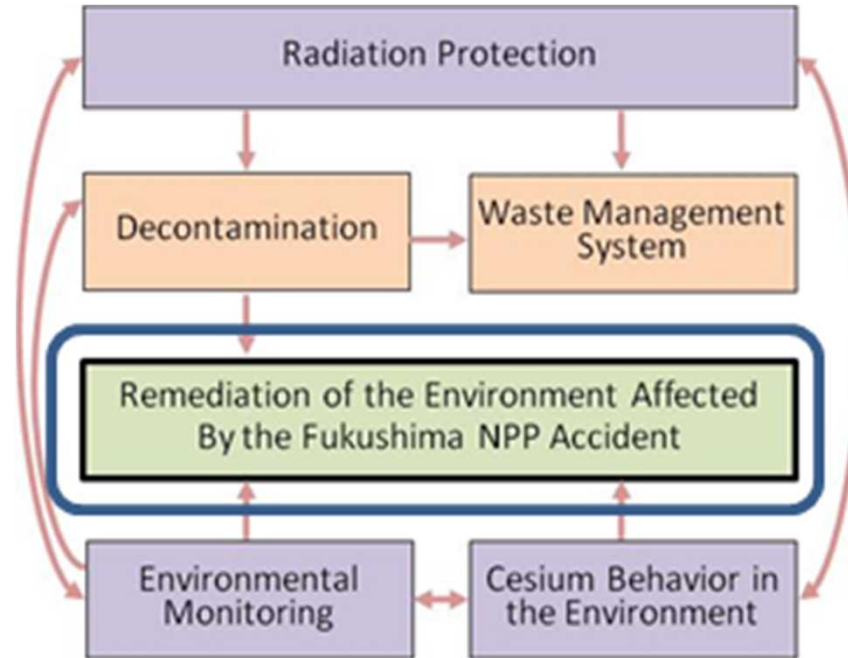 Radiation Protection
Decontamination
Waste Management
System
Remediation of the Environment Affected
By the Fukushima NPP Accident
Environmental
Monitoring
Cesium Behavior in
the Environment